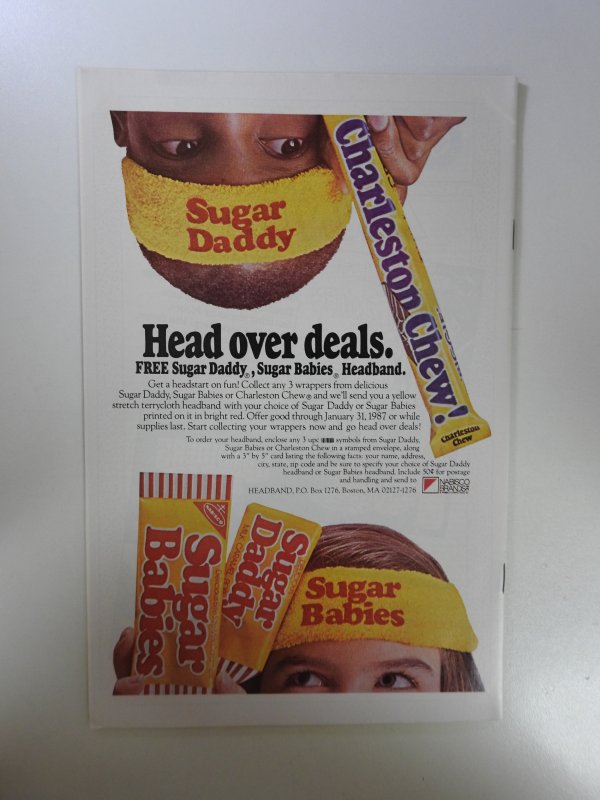 Sugar
Daddy
Charleston Chew!
Charleston
Chew
Head over deals.
FREE Sugar Daddy®, Sugar Babies® Headband.
Get a headstart on fun! Collect any 3 wrappers from delicious
Sugar Daddy, Sugar Babies or Charleston Chew® and we'll send you a yellow
stretch terrycloth headband with your choice of Sugar Daddy or Sugar Babies
printed on it in bright red. Offer good through January 31, 1987 or while
supplies last. Start collecting your wrappers now and go head over deals!
To order your headband, enclose any 3 upc symbols from Sugar Daddy,
Sugar Babies or Charleston Chew in a stamped envelope, along
with a 3" by 5" card listing the following facts: your name, address,
city, state, zip code and be sure to specify your choice of Sugar Daddy
headband or Sugar Babies headband. Include 50¢ for postage
and handling and send to
HEADBAND, P.O. Box 1276, Boston, MA 02127-1276
NABISCO
BRANDS
NABISCO
Sugar
Babies
Sugar
Daddy
Sugar
Babies